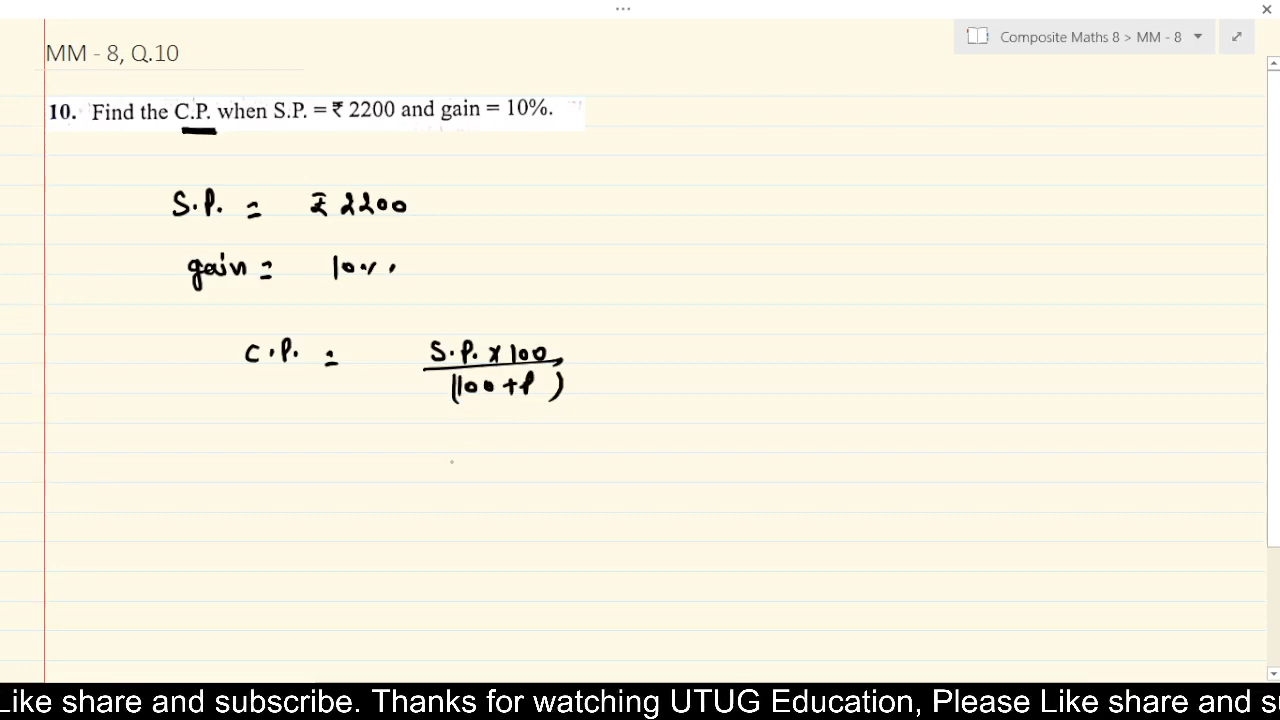 ...
Composite Maths 8 > MM - 8
MM - 8, Q.10
10. Find the C.P. when S.P. = ₹ 2200 and gain = 10%.
S.P. = ₹ 2200
gain = 10%.
C.P. = S.P. x 100
(100 + P )
Like share and subscribe. Thanks for watching UTUG Education, Please Like share and s